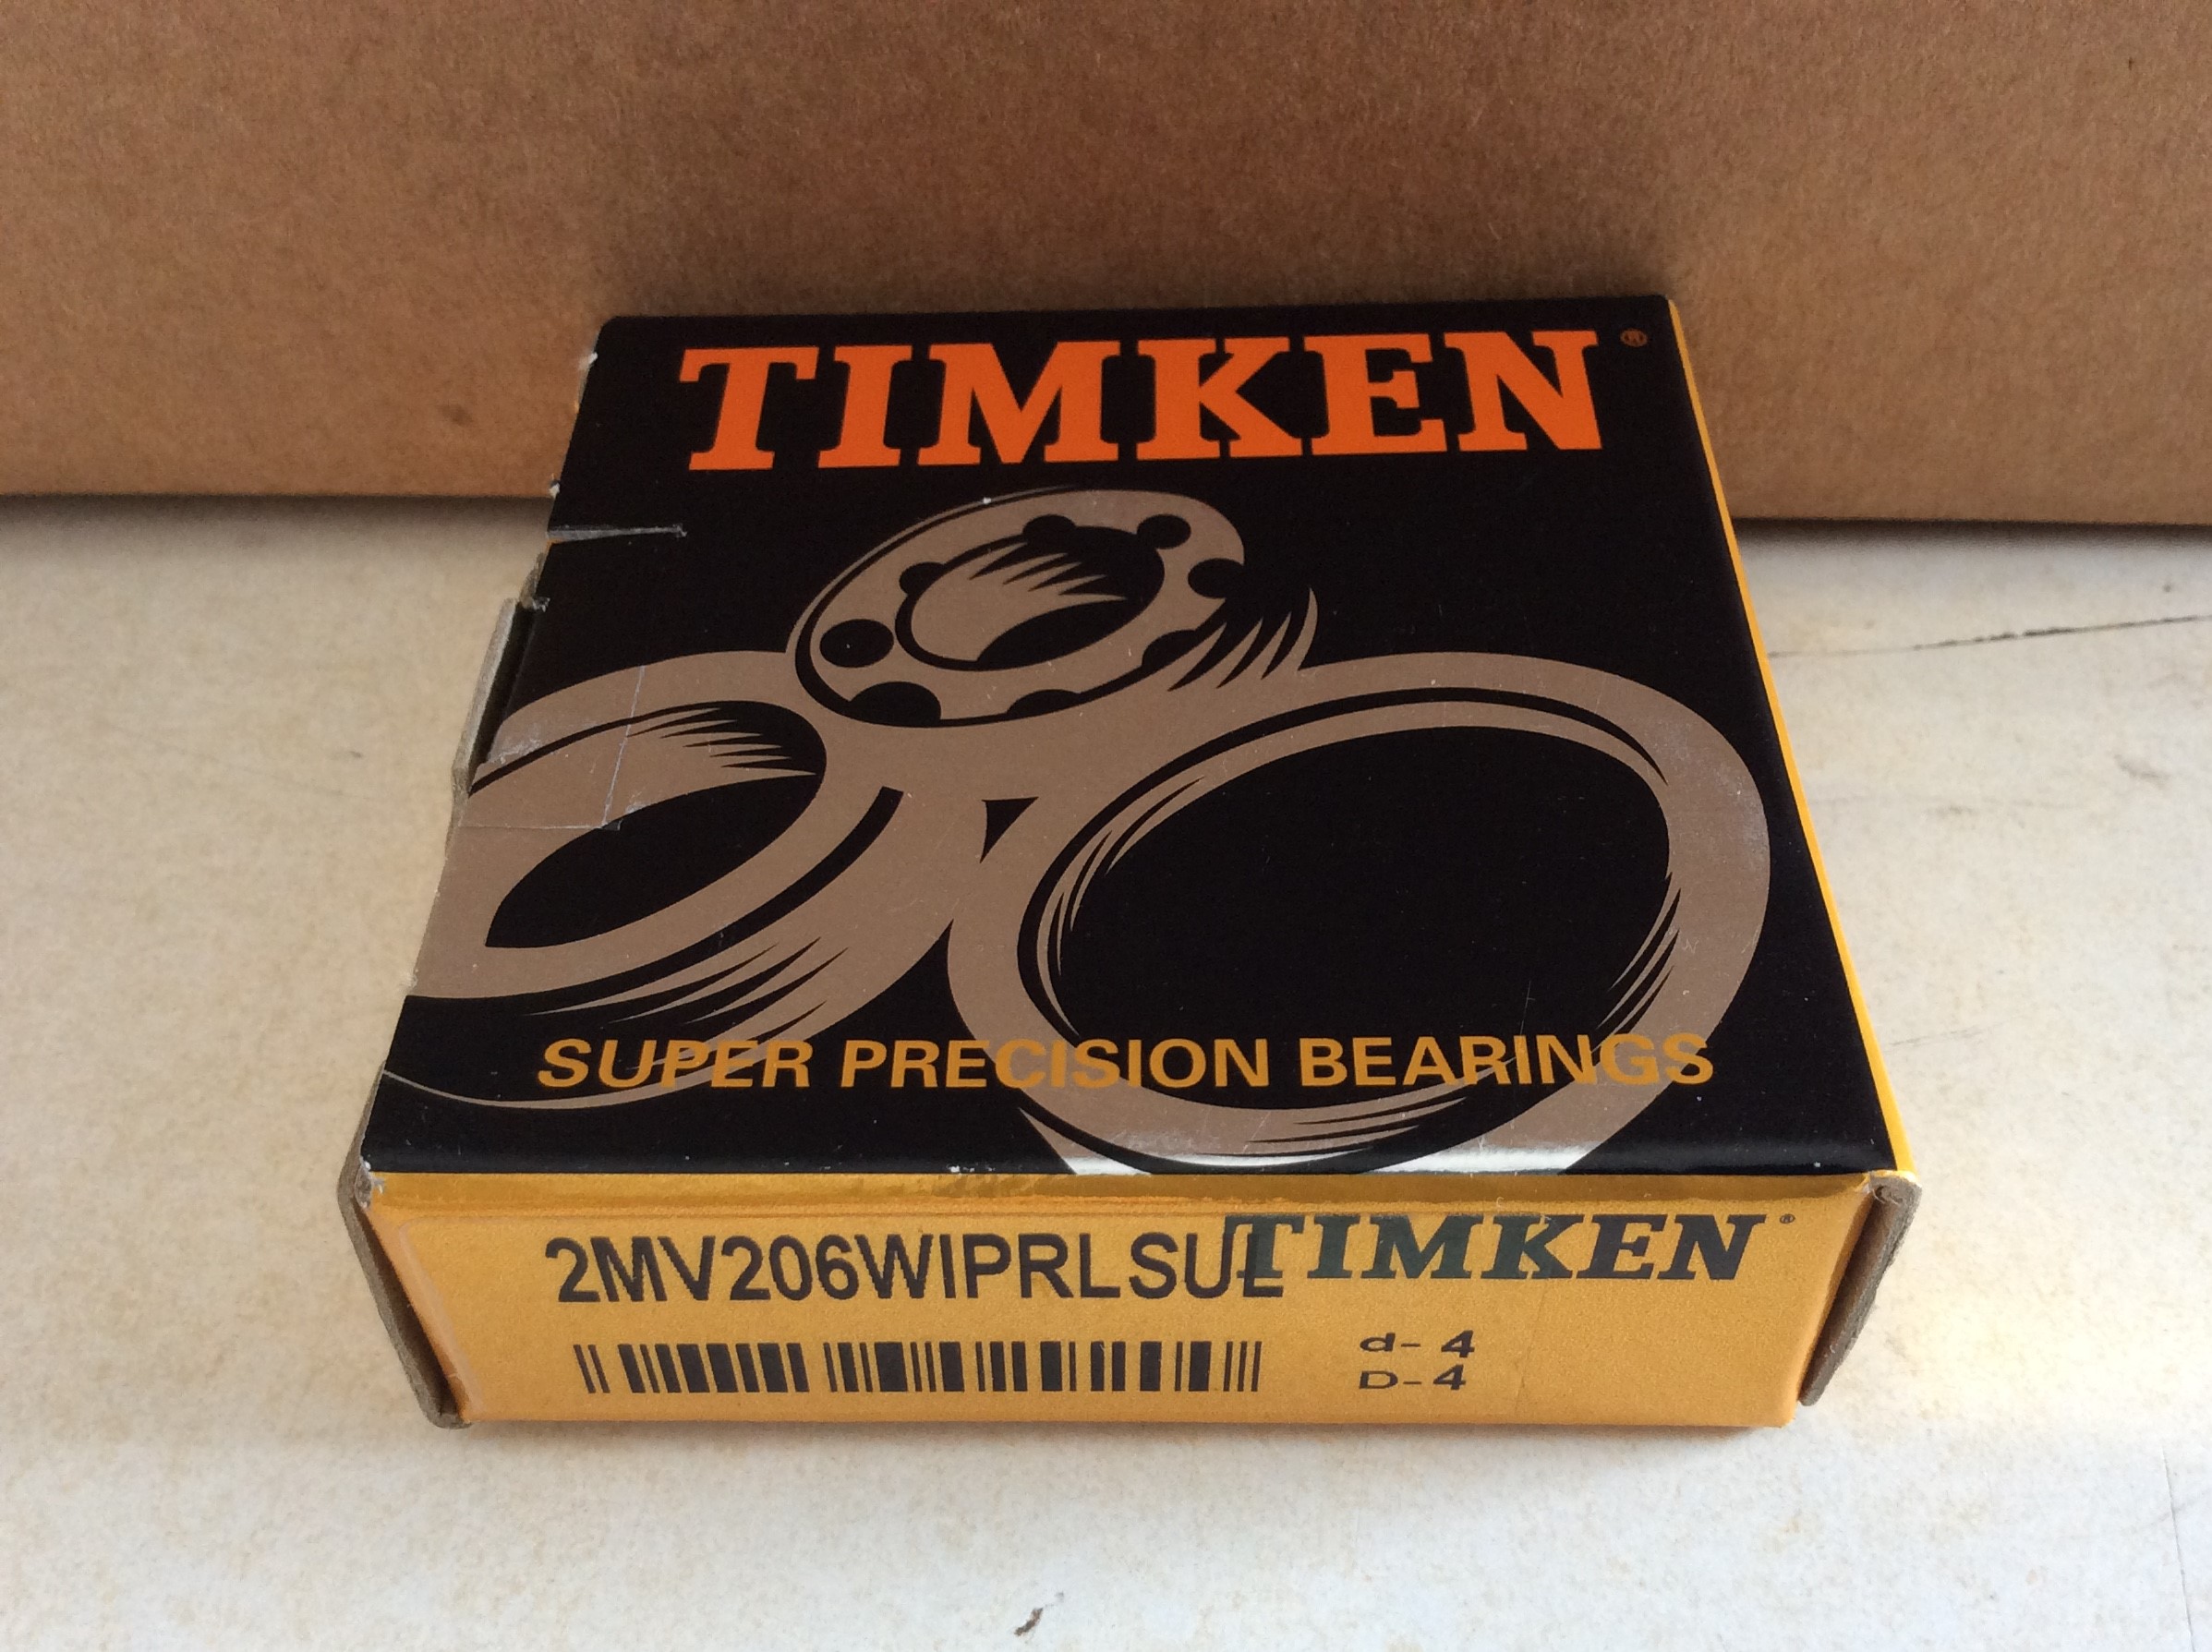 TIMKEN®
SUPER PRECISION BEARINGS
2MV206WIPRLSUL TIMKEN®
d- 4
D-4